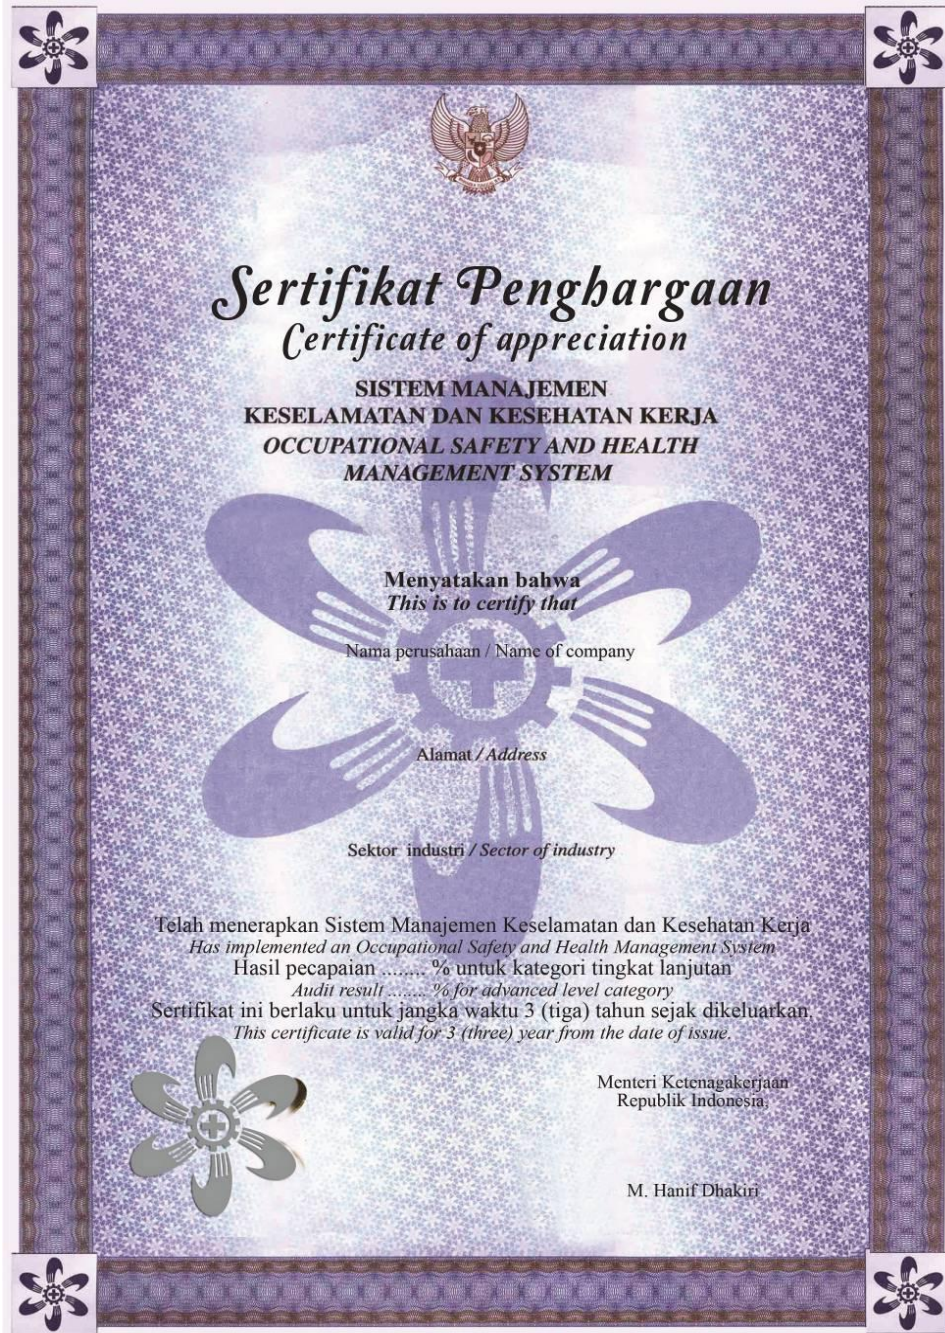 Sertifikat Penghargaan
Certificate of appreciation
SISTEM MANAJEMEN
KESELAMATAN DAN KESEHATAN KERJA
OCCUPATIONAL SAFETY AND HEALTH
MANAGEMENT SYSTEM
Menyatakan bahwa
This is to certify that
Nama perusahaan / Name of company
Alamat / Address
Sektor industri / Sector of industry
Telah menerapkan Sistem Manajemen Keselamatan dan Kesehatan Kerja
Has implemented an Occupational Safety and Health Management System
Hasil pecapaian ........ % untuk kategori tingkat lanjutan
Audit result ....... % for advanced level category
Sertifikat ini berlaku untuk jangka waktu 3 (tiga) tahun sejak dikeluarkan.
This certificate is valid for 3 (three) year from the date of issue.
Menteri Ketenagakerjaan
Republik Indonesia,
M. Hanif Dhakiri